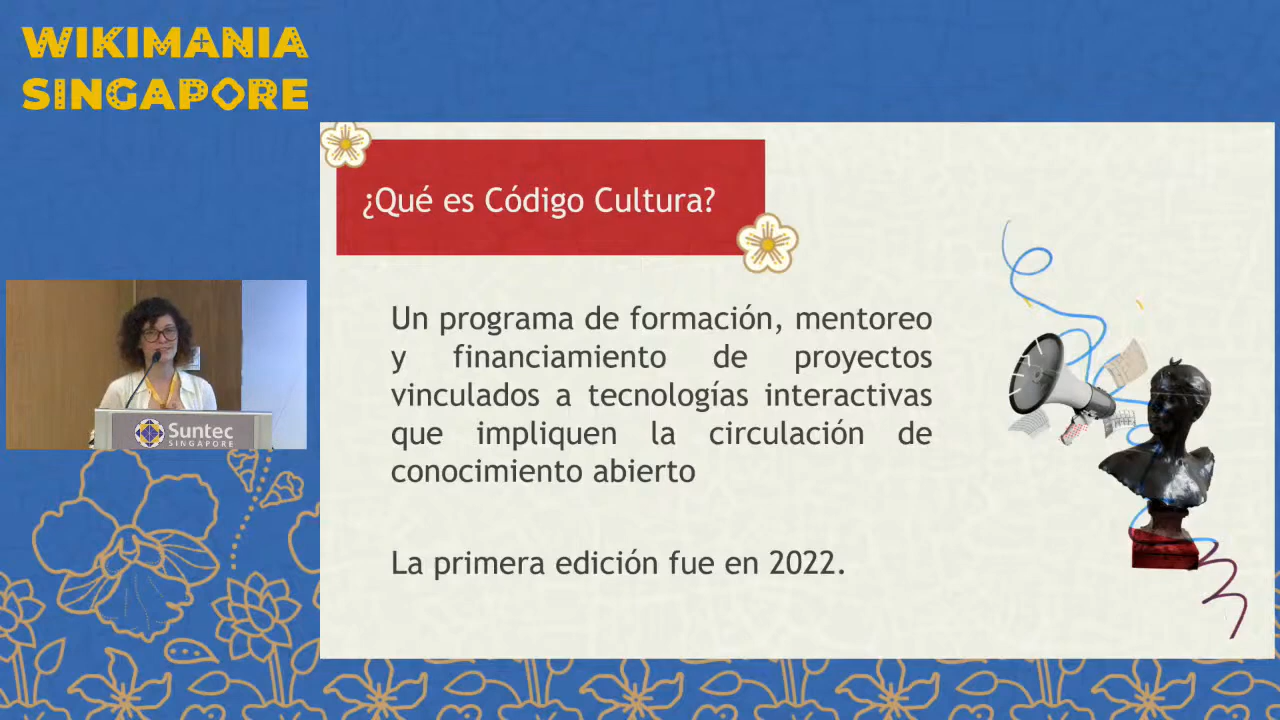 WIKIMANIA
SINGAPORE
¿Qué es Código Cultura?
Un programa de formación, mentoreo
y financiamiento de proyectos
vinculados a tecnologías interactivas
que impliquen la circulación de
conocimiento abierto
La primera edición fue en 2022.
Suntec
SINGAPORE